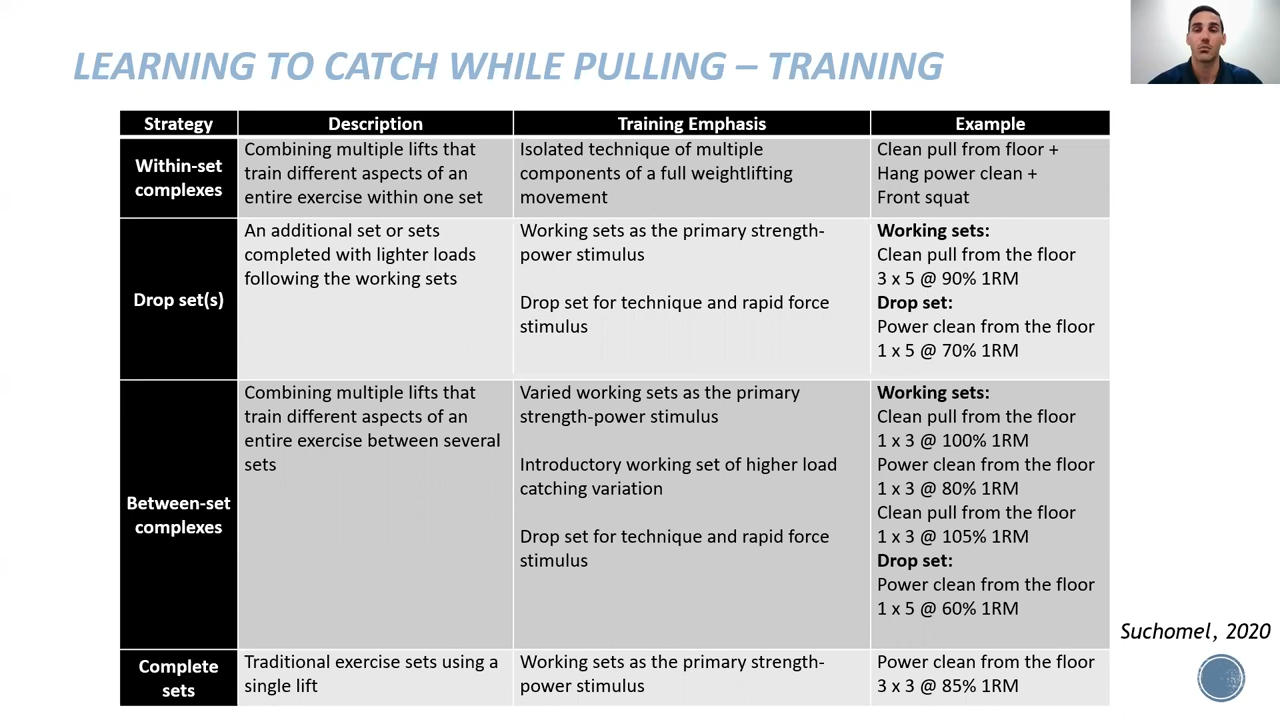 LEARNING TO CATCH WHILE PULLING – TRAINING
Strategy
Description
Training Emphasis
Example
Within-set
complexes
Combining multiple lifts that
train different aspects of an
entire exercise within one set
Isolated technique of multiple
components of a full weightlifting
movement
Clean pull from floor +
Hang power clean +
Front squat
Drop set(s)
An additional set or sets
completed with lighter loads
following the working sets
Working sets as the primary strength-
power stimulus
Drop set for technique and rapid force
stimulus
Working sets:
Clean pull from the floor
3 x 5 @ 90% 1RM
Drop set:
Power clean from the floor
1 x 5 @ 70% 1RM
Between-set
complexes
Combining multiple lifts that
train different aspects of an
entire exercise between several
sets
Varied working sets as the primary
strength-power stimulus
Introductory working set of higher load
catching variation
Drop set for technique and rapid force
stimulus
Working sets:
Clean pull from the floor
1 x 3 @ 100% 1RM
Power clean from the floor
1 x 3 @ 80% 1RM
Clean pull from the floor
1 x 3 @ 105% 1RM
Drop set:
Power clean from the floor
1 x 5 @ 60% 1RM
Complete
sets
Traditional exercise sets using a
single lift
Working sets as the primary strength-
power stimulus
Power clean from the floor
3 x 3 @ 85% 1RM
Suchomel, 2020